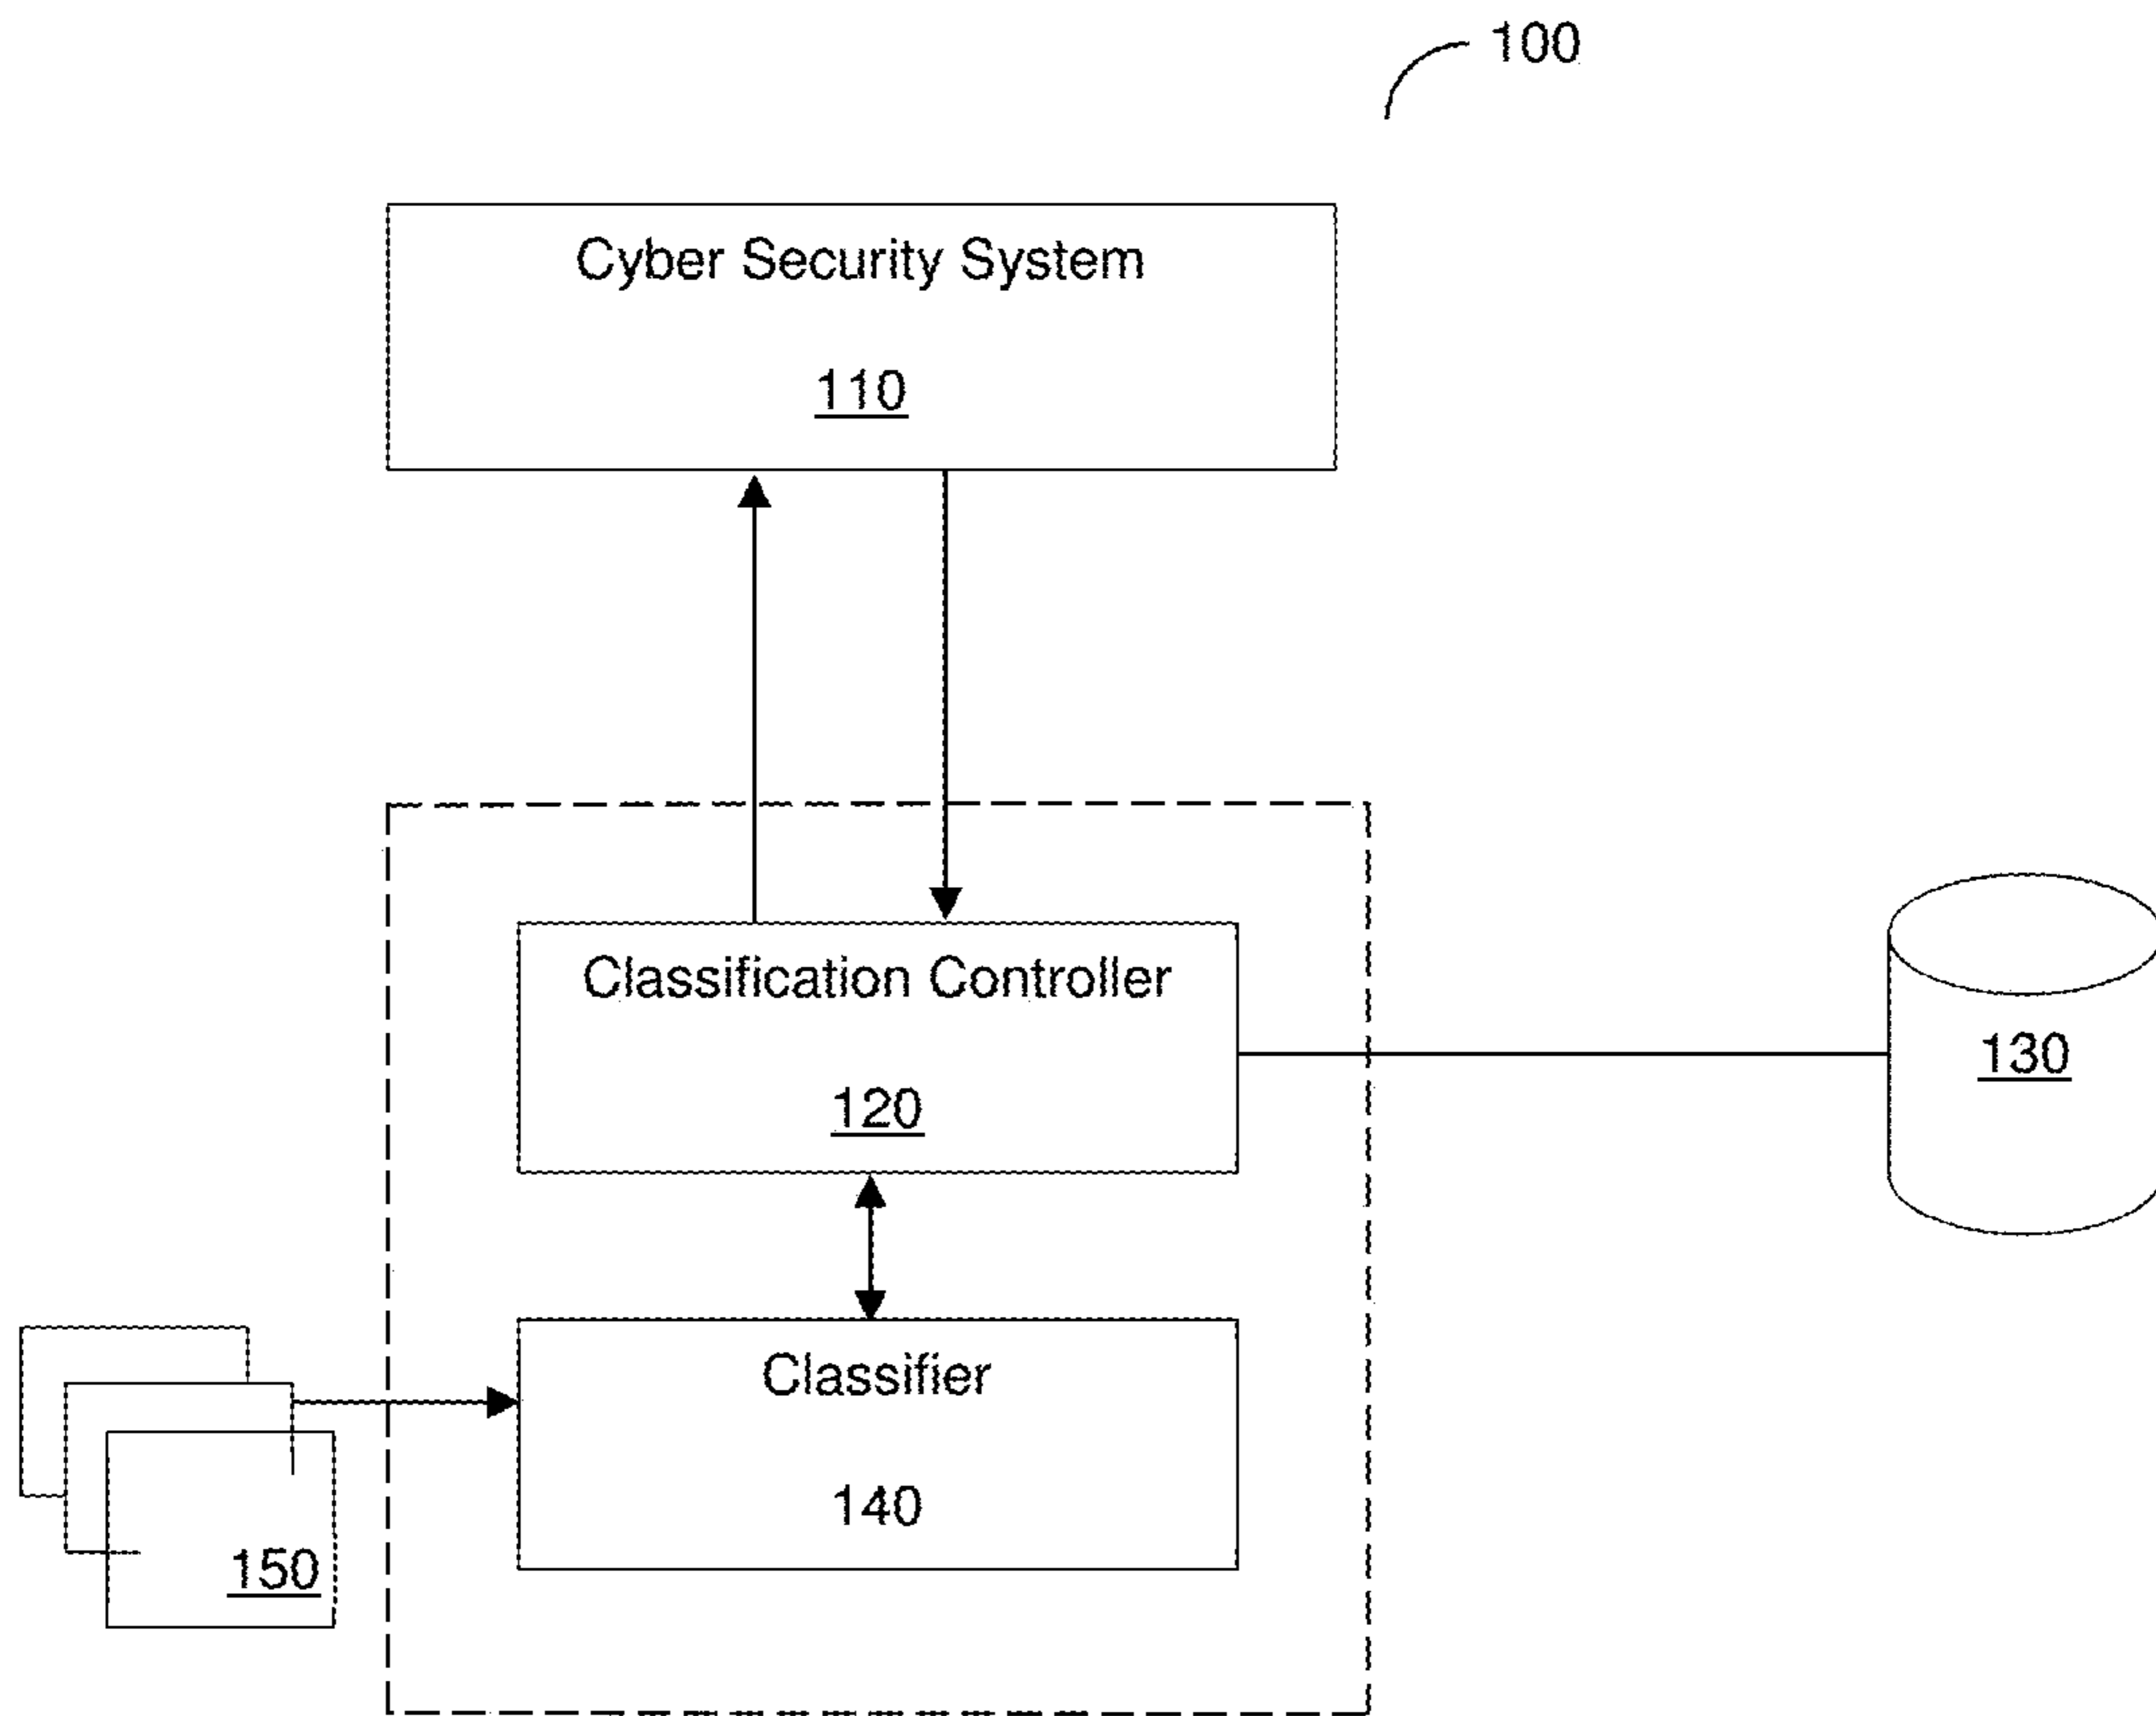 100
Cyber Security System
110
Classification Controller
120
130
Classifier
140
150